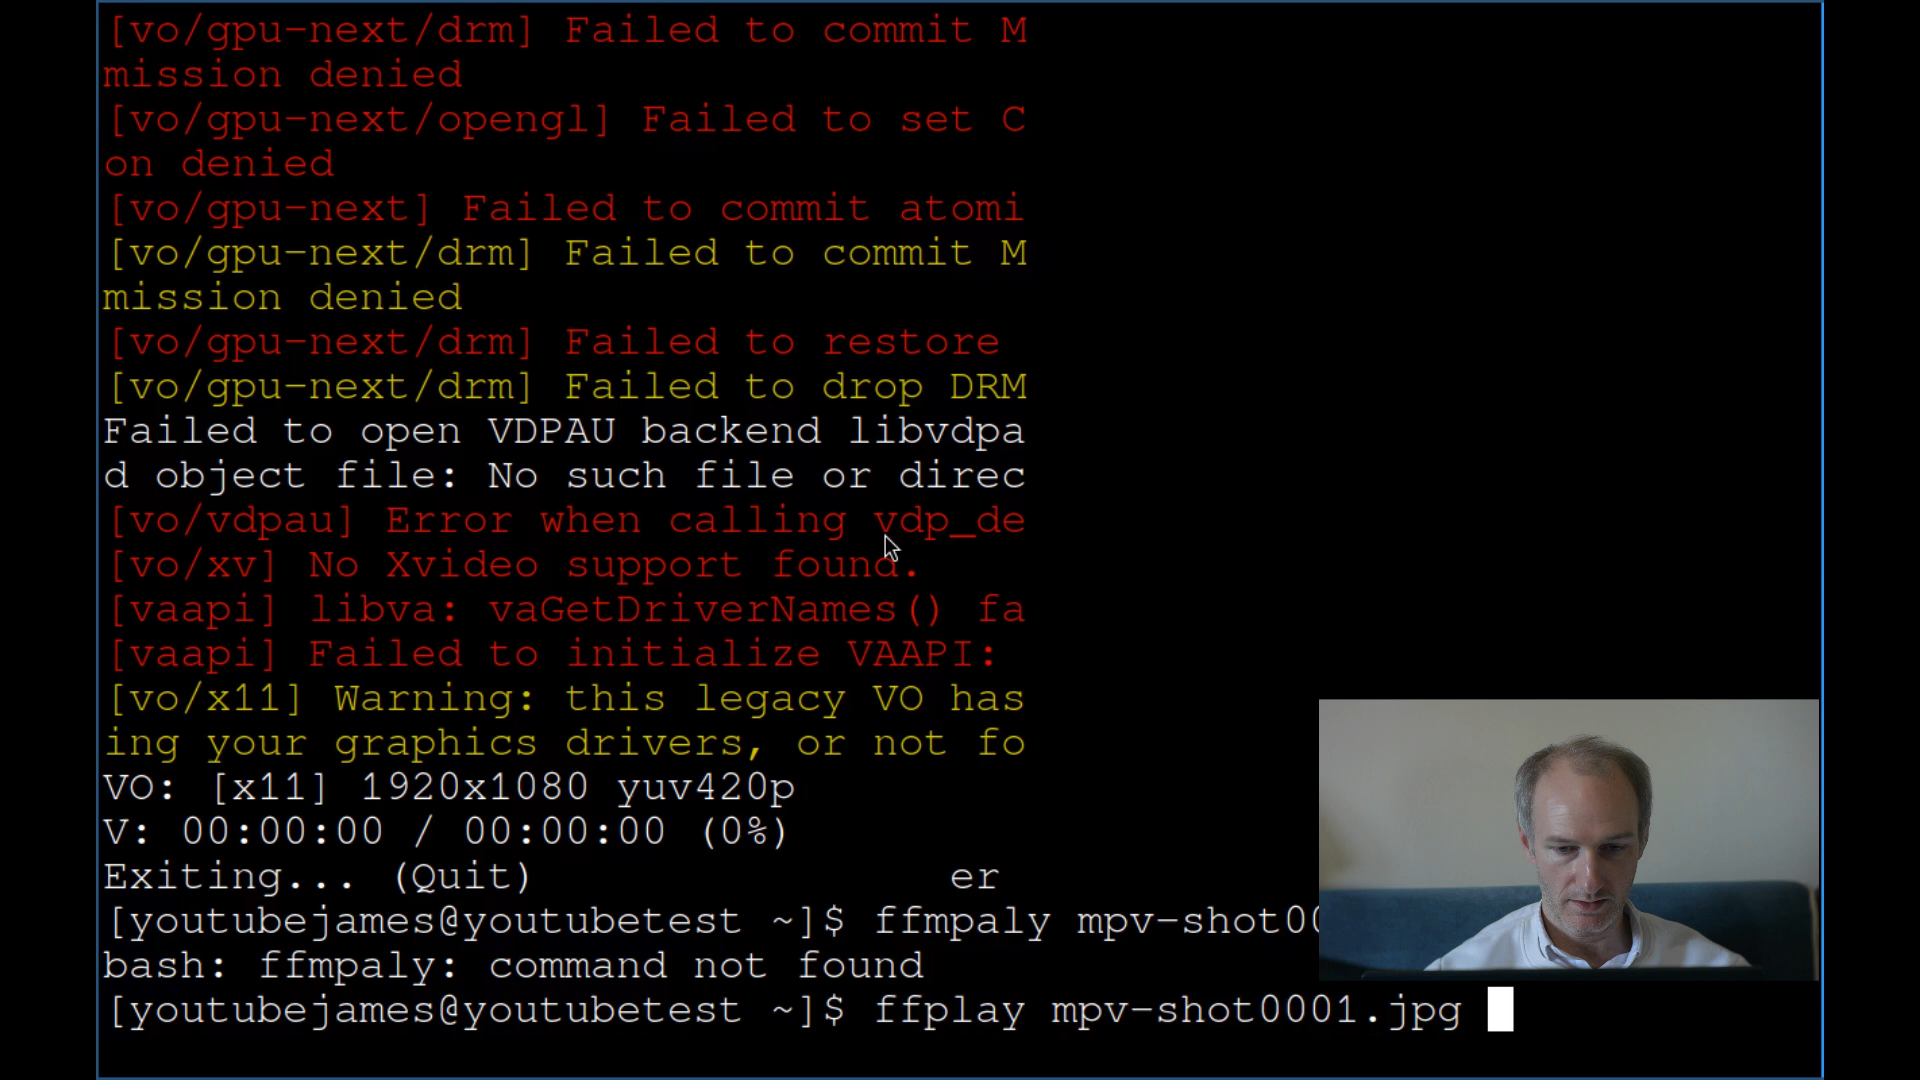 [vo/gpu-next/drm] Failed to commit M
mission denied
[vo/gpu-next/opengl] Failed to set C
on denied
[vo/gpu-next] Failed to commit atomi
[vo/gpu-next/drm] Failed to commit M
mission denied
[vo/gpu-next/drm] Failed to restore
[vo/gpu-next/drm] Failed to drop DRM
Failed to open VDPAU backend libvdpa
d object file: No such file or direc
[vo/vdpau] Error when calling vdp_de
[vo/xv] No Xvideo support found.
[vaapi] libva: vaGetDriverNames() fa
[vaapi] Failed to initialize VAAPI:
[vo/x11] Warning: this legacy VO has
ing your graphics drivers, or not fo
VO: [x11] 1920x1080 yuv420p
V: 00:00:00 / 00:00:00 (0%)
Exiting... (Quit) er
[youtubejames@youtubetest ~]$ ffmpaly mpv-shot00
bash: ffmpaly: command not found
[youtubejames@youtubetest ~]$ ffplay mpv-shot0001.jpg